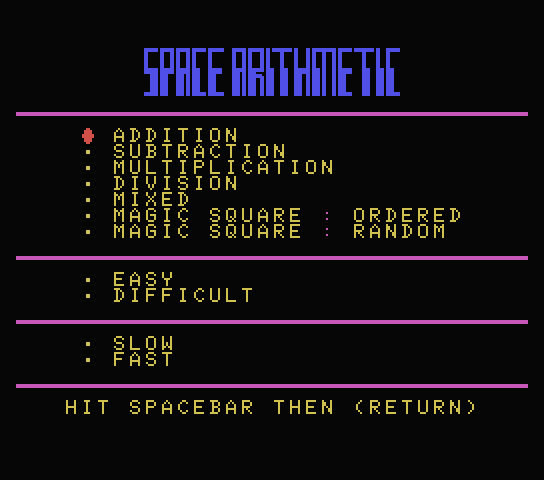 SPACE ARITHMETIC
ADDITION
SUBTRACTION
MULTIPLICATION
DIVISION
MIXED
MAGIC SQUARE : ORDERED
MAGIC SQUARE : RANDOM
EASY
DIFFICULT
SLOW
FAST
HIT SPACEBAR THEN (RETURN)